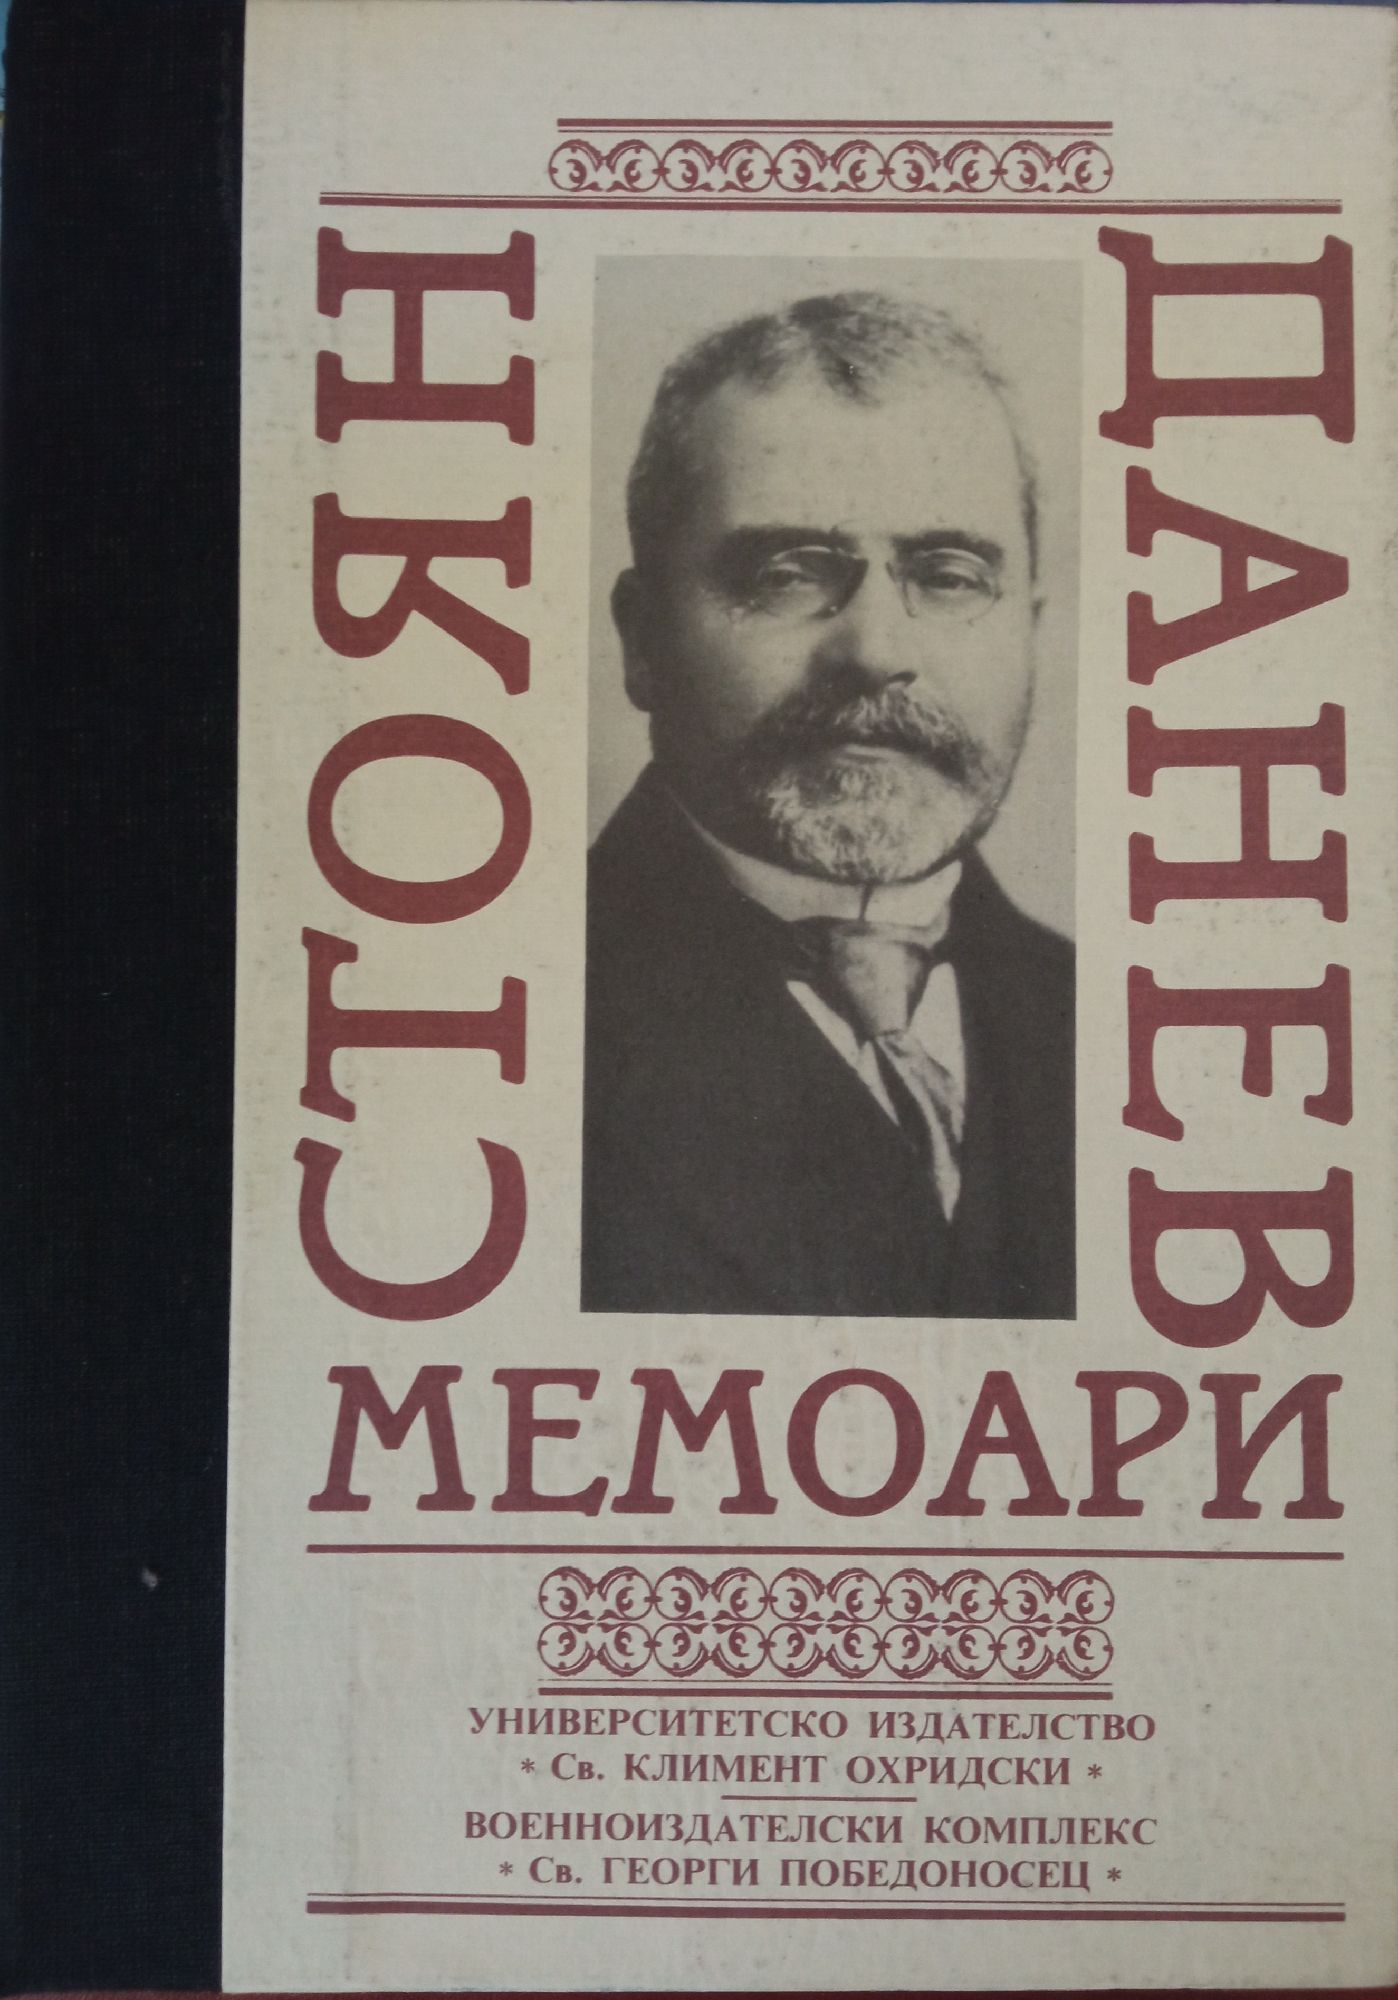 СТОЯН
ДАНЕВ
МЕМОАРИ
УНИВЕРСИТЕТСКО ИЗДАТЕЛСТВО
* Св. КЛИМЕНТ ОХРИДСКИ *
ВОЕННОИЗДАТЕЛСКИ КОМПЛЕКС
* Св. ГЕОРГИ ПОБЕДОНОСЕЦ *